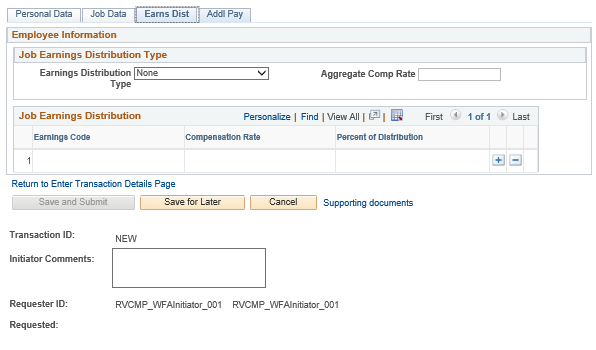 Personal Data Job Data Earns Dist Addl Pay
Employee Information
Job Earnings Distribution Type
Earnings Distribution Type None Aggregate Comp Rate
Job Earnings Distribution Personalize | Find | View All | | First 1 of 1 Last
Earnings Code Compensation Rate Percent of Distribution
1
Return to Enter Transaction Details Page
Save and Submit Save for Later Cancel Supporting documents
Transaction ID: NEW
Initiator Comments:
Requester ID: RVCMP_WFAInitiator_001 RVCMP_WFAInitiator_001
Requested: